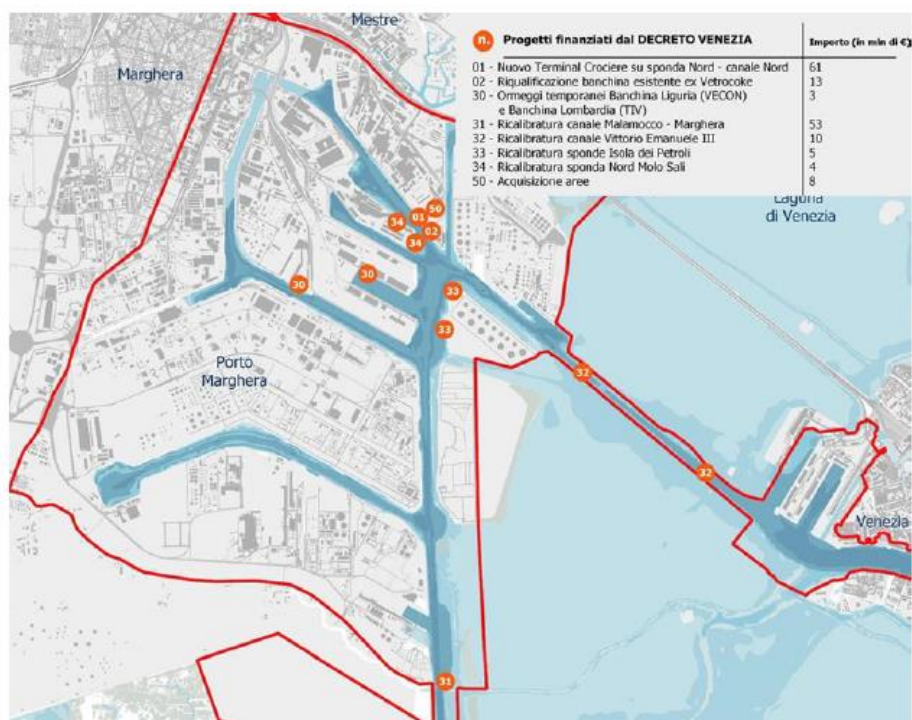 Mestre
Marghera
n. Progetti finanziati dal DECRETO VENEZIA Importo (in mln di €)
01 - Nuovo Terminal Crociere su sponda Nord - canale Nord 61
02 - Riqualificazione banchina esistente ex Vetrocoke 13
30 - Ormeggi temporanei Banchina Liguria (VECON) 3
e Banchina Lombardia (TIV)
31 - Ricalibratura canale Malamocco - Marghera 53
32 - Ricalibratura canale Vittorio Emanuele III 10
33 - Ricalibratura sponde Isola dei Petroli 5
34 - Ricalibratura sponda Nord Molo Sali 4
50 - Acquisizione aree 8
Laguna
di Venezia
50
01
34
02
34
30
30
33
33
Porto
Marghera
32
32
Venezia
31